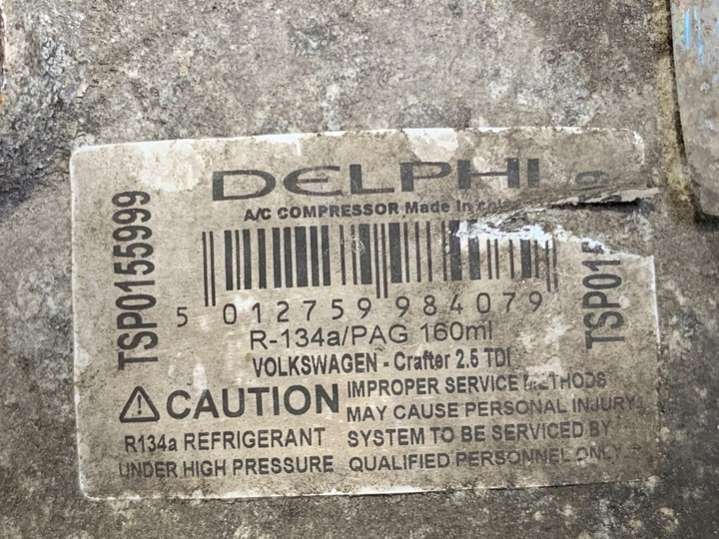 DELPHI
A/C COMPRESSOR Made In
TSP0155999
5 012759 984079
R-134a/PAG 160ml
VOLKSWAGEN - Crafter 2.5 TDI
CAUTION
R134a REFRIGERANT
UNDER HIGH PRESSURE
IMPROPER SERVICE METHODS
MAY CAUSE PERSONAL INJURY
SYSTEM TO BE SERVICED BY
QUALIFIED PERSONNEL ONLY